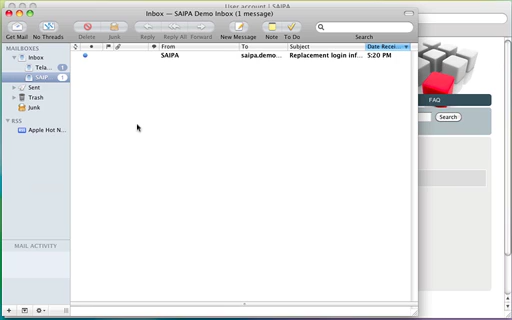 User account | SAIPA
Inbox — SAIPA Demo Inbox (1 message)
Get Mail No Threads Delete Junk Reply Reply All Forward New Message Note To Do Search
MAILBOXES
From To Subject Date Recei...
Inbox
SAIPA saipa.demo... Replacement login inf... 5:20 PM
Tela...
SAIP...
Sent
Trash
Junk
RSS
Apple Hot N...
FAQ
Search
MAIL ACTIVITY